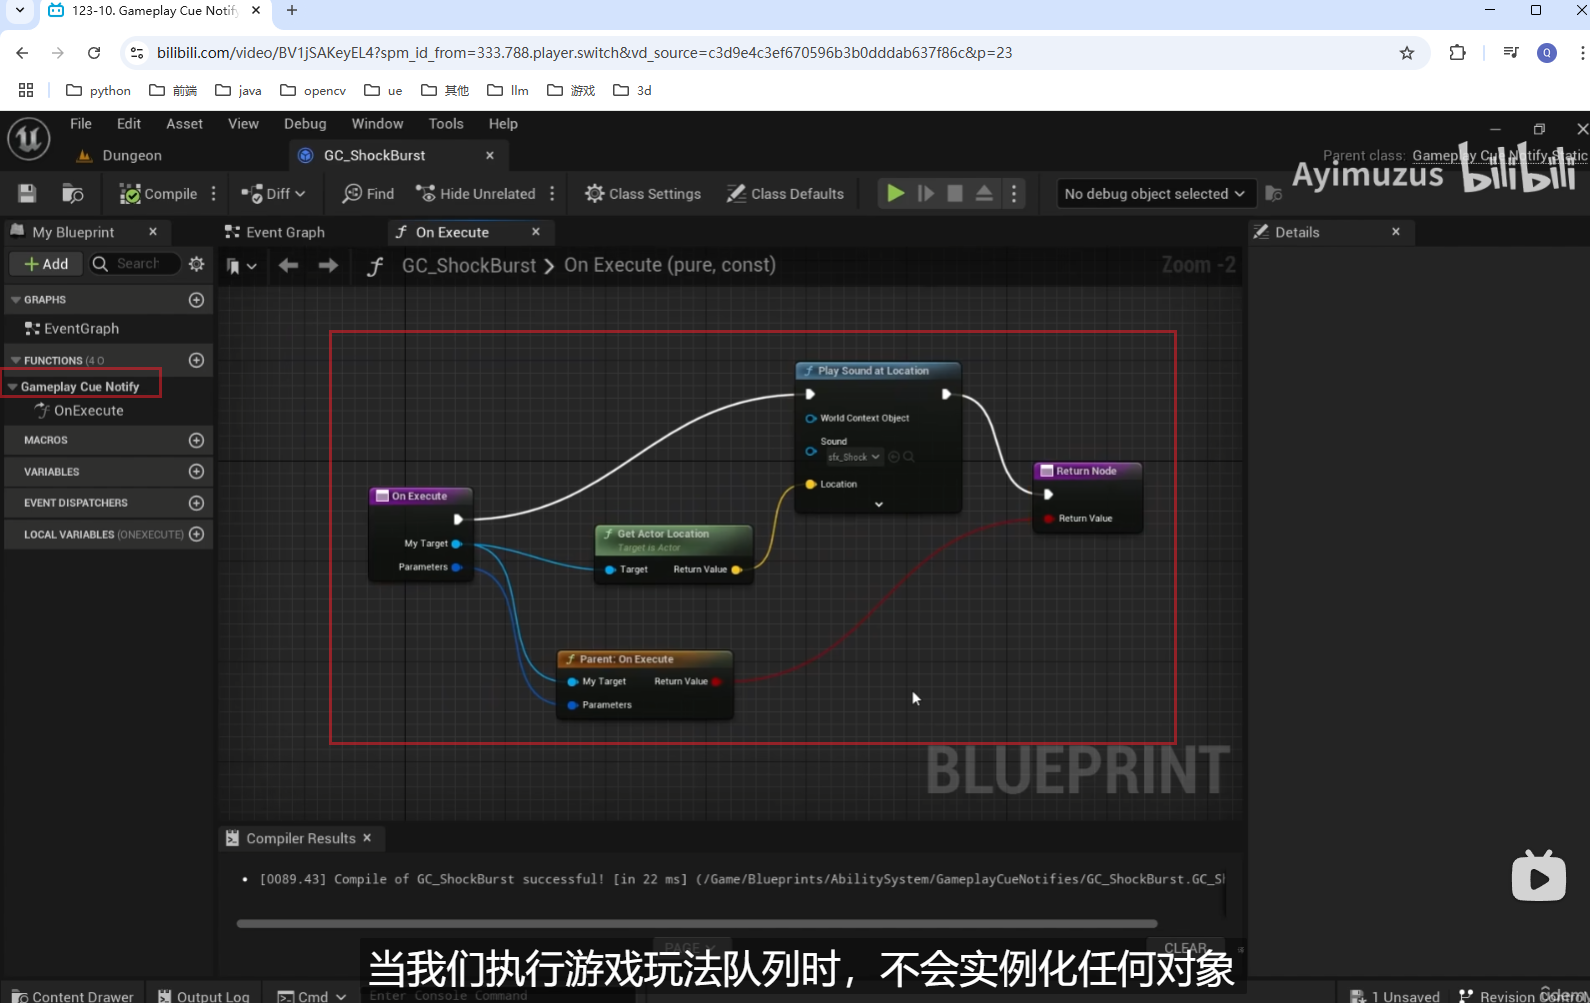 123-10. Gameplay Cue Notify
bilibili.com/video/BV1jSAKeyEL4?spm_id_from=333.788.player.switch&vd_source=c3d9e4c3ef670596b3b0dddab637f86c&p=23
Q
python 前端 java opencv ue 其他 llm 游戏 3d
File Edit Asset View Debug Window Tools Help
Dungeon GC_ShockBurst
Parent class: Gameplay Cue Notify Static
Ayimuzus bilibili
Compile Diff Find Hide Unrelated Class Settings Class Defaults No debug object selected
My Blueprint Event Graph On Execute Details
Add Search
GC_ShockBurst > On Execute (pure, const) Zoom -2
GRAPHS
EventGraph
FUNCTIONS (4 O
Gameplay Cue Notify
OnExecute
MACROS
VARIABLES
EVENT DISPATCHERS
LOCAL VARIABLES (ONEXECUTE)
Play Sound at Location
World Context Object
Sound
sfx_Shock
Location
Return Node
Return Value
On Execute
My Target
Parameters
Get Actor Location
Target is Actor
Target Return Value
Parent: On Execute
My Target Return Value
Parameters
BLUEPRINT
Compiler Results
[0089.43] Compile of GC_ShockBurst successful! [in 22 ms] (/Game/Blueprints/AbilitySystem/GameplayCueNotifies/GC_ShockBurst.GC_Sh
PAGE CLEAR
当我们执行游戏玩法队列时，不会实例化任何对象
Content Drawer Output Log Cmd Enter Console Command 1 Unsaved Revision Control
Udemy